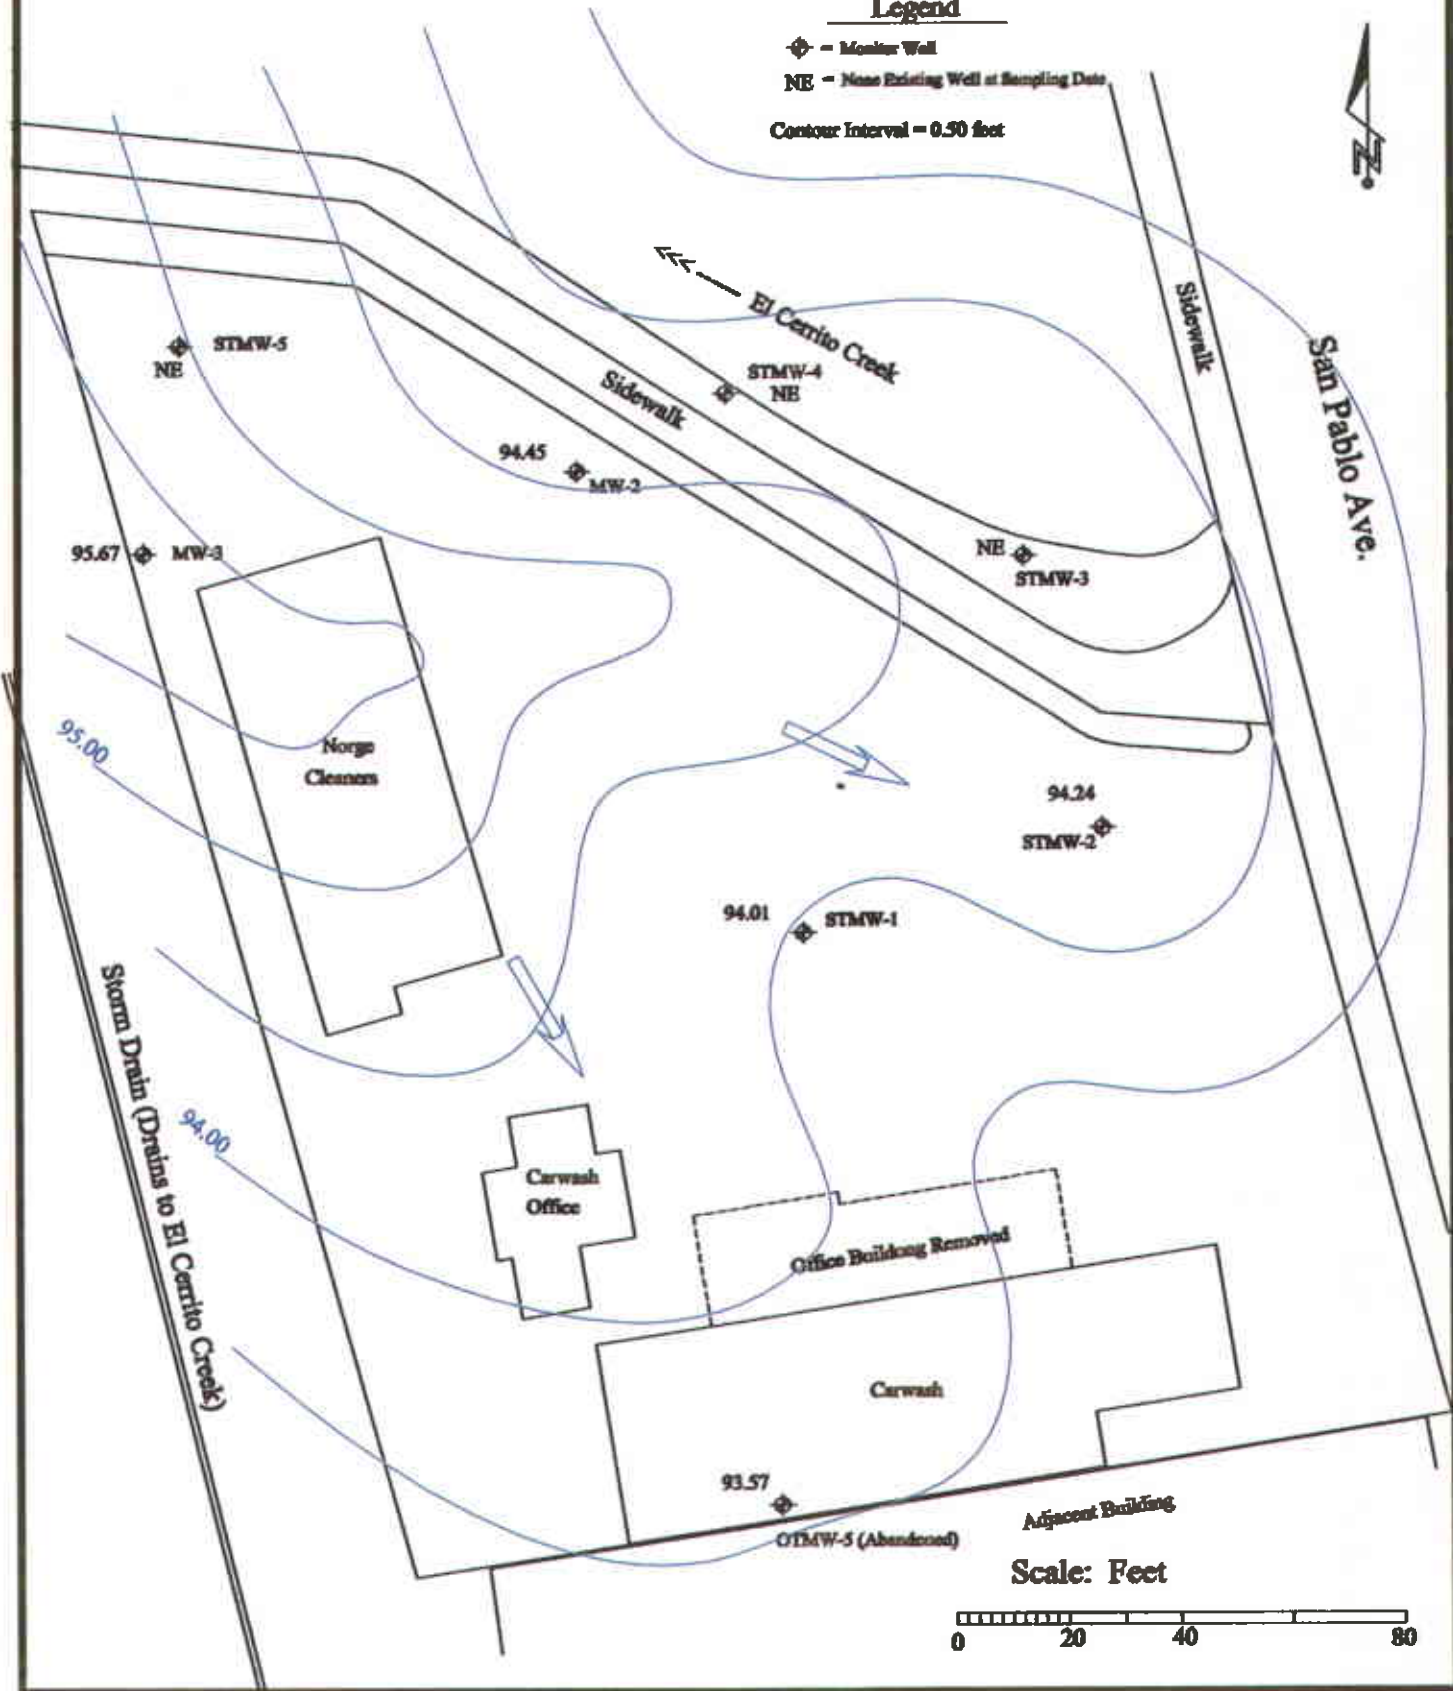 Legend
= Monitor Well
NE = None Existing Well at Sampling Date
Contour Interval = 0.50 feet
N
Sidewalk
San Pablo Ave.
El Cerrito Creek
STMW-5
NE
STMW-4
NE
Sidewalk
94.45
MW-2
95.67
MW-3
NE
STMW-3
95.00
Norge
Cleaners
94.24
STMW-2
94.01
STMW-1
Storm Drain (Drains to El Cerrito Creek)
94.00
Carwash
Office
Office Buildong Removed
Carwash
93.57
OTMW-5 (Abandoned)
Adjacent Building
Scale: Feet
0 20 40 80